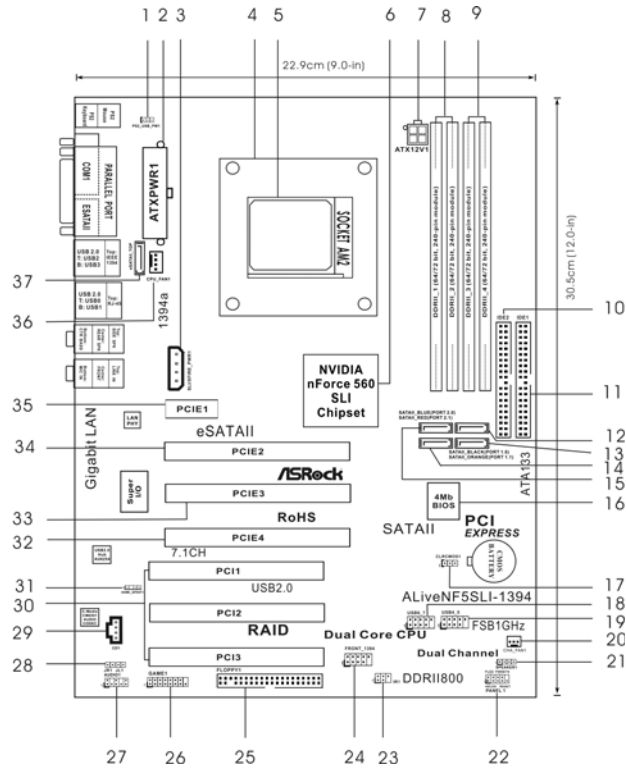 1 2 3 4 5 6 7 8 9
22.9cm (9.0-in)
30.5cm (12.0-in)
PS2
Mouse
PS2
Keyboard
PS2_USB_PW1
ATX12V1
COM1
PARALLEL PORT
ESATAII
ATXPWR1
SOCKET AM2
DDRII_1 (64/72 bit, 240-pin module)
DDRII_2 (64/72 bit, 240-pin module)
DDRII_3 (64/72 bit, 240-pin module)
DDRII_4 (64/72 bit, 240-pin module)
USB 2.0
T: USB2
B: USB3
Top:
IEEE
1394
CPU_FAN1
37
36
USB 2.0
T: USB0
B: USB1
Top:
RJ-45
1394a
10
IDE2
IDE1
11
NVIDIA
nForce 560
SLI
Chipset
35
PCIE1
eSATAII
LAN
PHY
Gigabit LAN
SATAII_BLUE(PORT 2.0)
SATAII_RED(PORT 2.1)
SATAII_BLACK(PORT 1.0)
SATAII_ORANGE(PORT 1.1)
12
13
14
15
16
34
PCIE2
ASRock
ATA133
Super
I/O
33
PCIE3
RoHS
4Mb
BIOS
SATAII
PCI
EXPRESS
32
PCIE4
7.1CH
CMOS
BATTERY
CLRCMOS1
17
31
30
PCI1
USB2.0
ALiveNF5SLI-1394
18
29
CD1
PCI2
RAID
FSB1GHz
19
Dual Core CPU
CHA_FAN1
20
Dual Channel
SPEAKER1
21
28
JR1 JL1
AUDIO1
PCI3
GAME1
FLOPPY1
FRONT_1394
DDRII800
PANEL 1
27 26 25 24 23 22